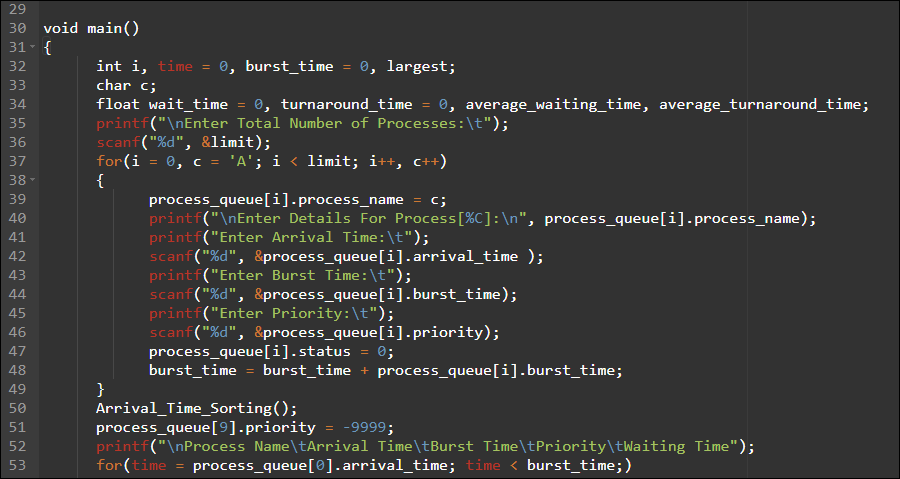 29
30 void main()
31 {
32 int i, time = 0, burst_time = 0, largest;
33 char c;
34 float wait_time = 0, turnaround_time = 0, average_waiting_time, average_turnaround_time;
35 printf("\nEnter Total Number of Processes:\t");
36 scanf("%d", &limit);
37 for(i = 0, c = 'A'; i < limit; i++, c++)
38 {
39 process_queue[i].process_name = c;
40 printf("\nEnter Details For Process[%C]:\n", process_queue[i].process_name);
41 printf("Enter Arrival Time:\t");
42 scanf("%d", &process_queue[i].arrival_time );
43 printf("Enter Burst Time:\t");
44 scanf("%d", &process_queue[i].burst_time);
45 printf("Enter Priority:\t");
46 scanf("%d", &process_queue[i].priority);
47 process_queue[i].status = 0;
48 burst_time = burst_time + process_queue[i].burst_time;
49 }
50 Arrival_Time_Sorting();
51 process_queue[9].priority = -9999;
52 printf("\nProcess Name\tArrival Time\tBurst Time\tPriority\tWaiting Time");
53 for(time = process_queue[0].arrival_time; time < burst_time;)